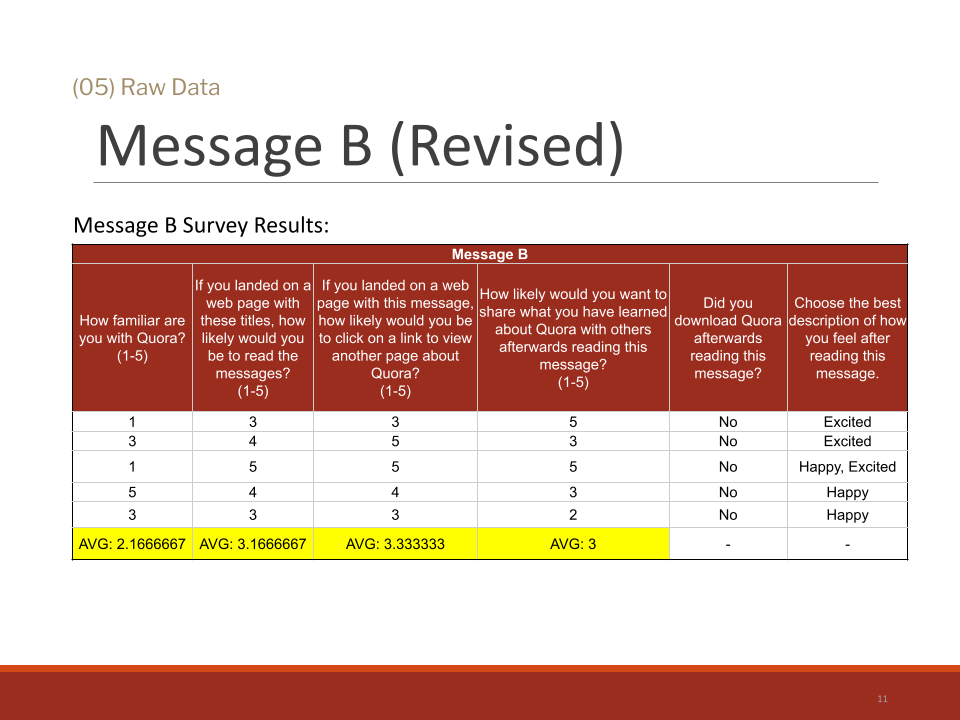 (05) Raw Data
Message B (Revised)
Message B Survey Results:
Message B
How familiar are
you with Quora?
(1-5)
If you landed on a
web page with
these titles, how
likely would you
be to read the
messages?
(1-5)
If you landed on a web
page with this message,
how likely would you be
to click on a link to view
another page about
Quora?
(1-5)
How likely would you want to
share what you have learned
about Quora with others
afterwards reading this
message?
(1-5)
Did you
download Quora
afterwards
reading this
message?
Choose the best
description of how
you feel after
reading this
message.
1 3 3 5 No Excited
3 4 5 3 No Excited
1 5 5 5 No Happy, Excited
5 4 4 3 No Happy
3 3 3 2 No Happy
AVG: 2.1666667 AVG: 3.1666667 AVG: 3.333333 AVG: 3 - -
11